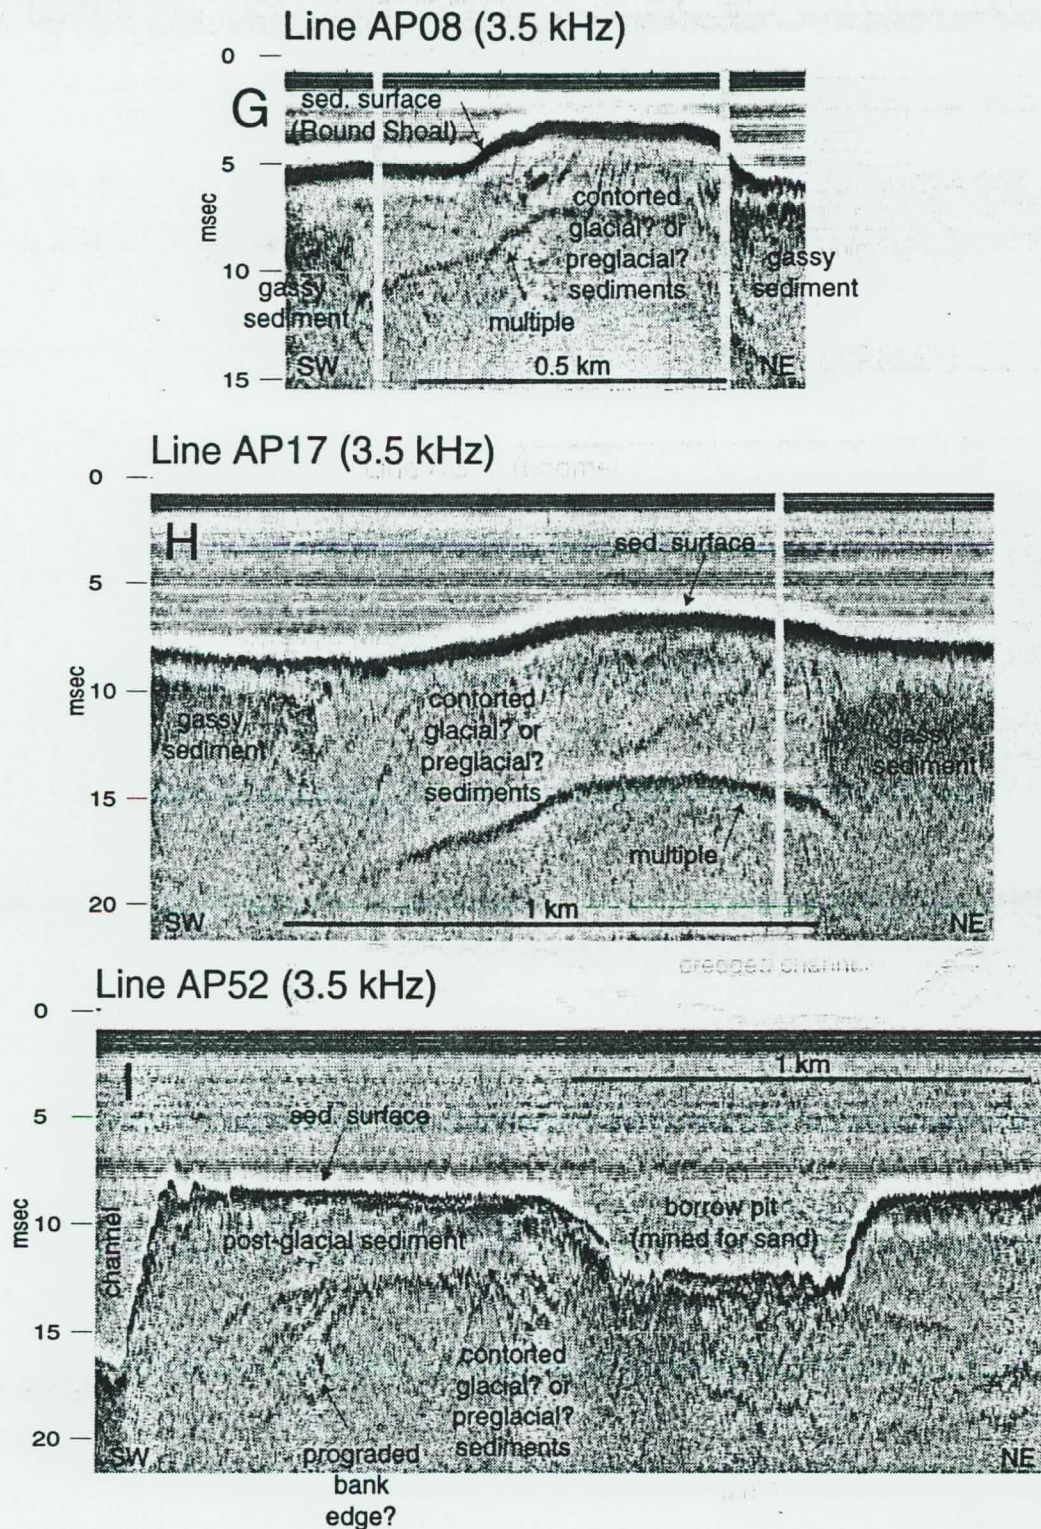 Line AP08 (3.5 kHz)
0
G
sed. surface
(Round Shoal)
5
msec
contorted
glacial? or
preglacial?
sediments
gassy
sediment
10
gassy
sediment
multiple
SW
0.5 km
NE
15
Line AP17 (3.5 kHz)
0
H
sed. surface
5
msec
10
gassy
sediment
contorted
glacial? or
preglacial?
sediments
gassy
sediment
15
multiple
20
SW
1 km
NE
dredged channel
Line AP52 (3.5 kHz)
0
I
1 km
5
sed. surface
msec
10
channel
post-glacial sediment
borrow pit
(mined for sand)
15
contorted
glacial? or
preglacial?
sediments
20
SW
prograded
bank
edge?
NE